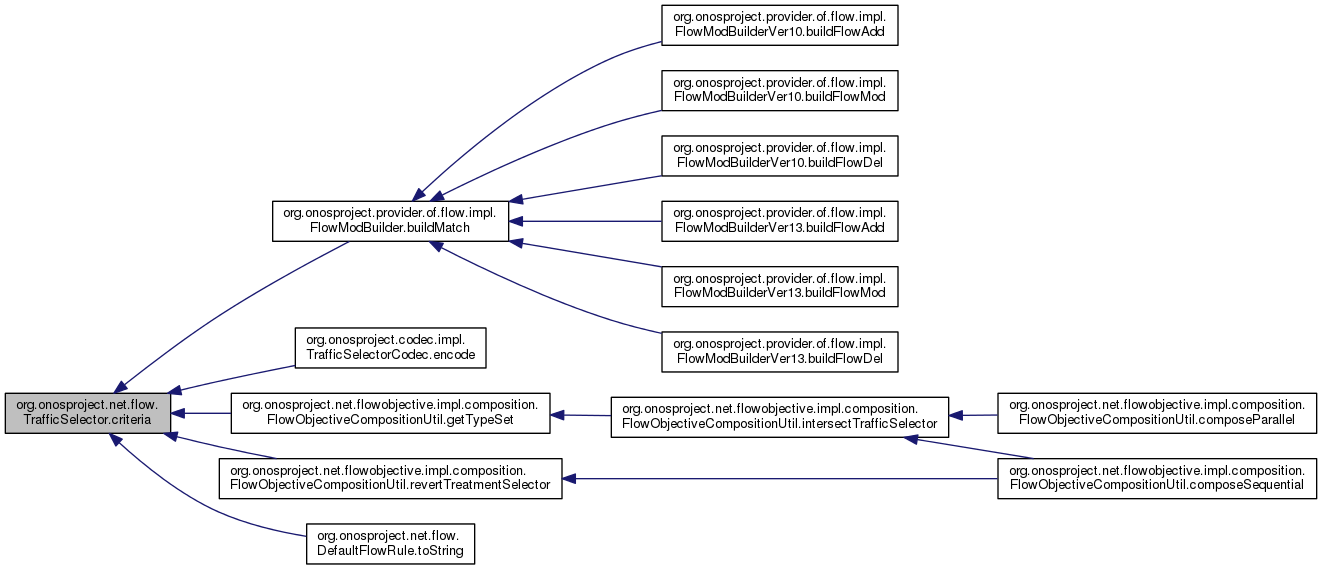 org.onosproject.provider.of.flow.impl.
FlowModBuilderVer10.buildFlowAdd
org.onosproject.provider.of.flow.impl.
FlowModBuilderVer10.buildFlowMod
org.onosproject.provider.of.flow.impl.
FlowModBuilderVer10.buildFlowDel
org.onosproject.provider.of.flow.impl.
FlowModBuilder.buildMatch
org.onosproject.provider.of.flow.impl.
FlowModBuilderVer13.buildFlowAdd
org.onosproject.provider.of.flow.impl.
FlowModBuilderVer13.buildFlowMod
org.onosproject.provider.of.flow.impl.
FlowModBuilderVer13.buildFlowDel
org.onosproject.codec.impl.
TrafficSelectorCodec.encode
org.onosproject.net.flow.
TrafficSelector.criteria
org.onosproject.net.flowobjective.impl.composition.
FlowObjectiveCompositionUtil.getTypeSet
org.onosproject.net.flowobjective.impl.composition.
FlowObjectiveCompositionUtil.intersectTrafficSelector
org.onosproject.net.flowobjective.impl.composition.
FlowObjectiveCompositionUtil.composeParallel
org.onosproject.net.flowobjective.impl.composition.
FlowObjectiveCompositionUtil.revertTreatmentSelector
org.onosproject.net.flowobjective.impl.composition.
FlowObjectiveCompositionUtil.composeSequential
org.onosproject.net.flow.
DefaultFlowRule.toString